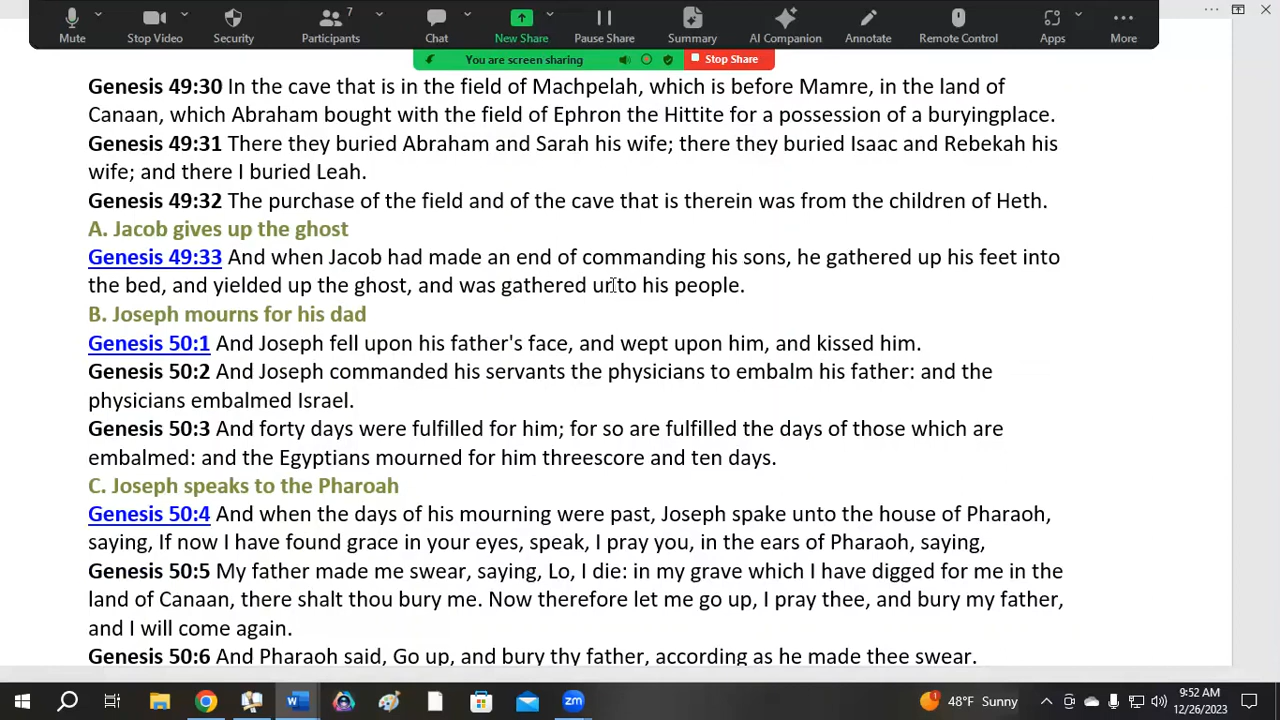 7
Mute
Stop Video
Security
Participants
Chat
New Share
Pause Share
Summary
AI Companion
Annotate
Remote Control
Apps
More
You are screen sharing
Stop Share
Genesis 49:30 In the cave that is in the field of Machpelah, which is before Mamre, in the land of
Canaan, which Abraham bought with the field of Ephron the Hittite for a possession of a buryingplace.
Genesis 49:31 There they buried Abraham and Sarah his wife; there they buried Isaac and Rebekah his
wife; and there I buried Leah.
Genesis 49:32 The purchase of the field and of the cave that is therein was from the children of Heth.
A. Jacob gives up the ghost
Genesis 49:33 And when Jacob had made an end of commanding his sons, he gathered up his feet into
the bed, and yielded up the ghost, and was gathered unto his people.
B. Joseph mourns for his dad
Genesis 50:1 And Joseph fell upon his father's face, and wept upon him, and kissed him.
Genesis 50:2 And Joseph commanded his servants the physicians to embalm his father: and the
physicians embalmed Israel.
Genesis 50:3 And forty days were fulfilled for him; for so are fulfilled the days of those which are
embalmed: and the Egyptians mourned for him threescore and ten days.
C. Joseph speaks to the Pharoah
Genesis 50:4 And when the days of his mourning were past, Joseph spake unto the house of Pharaoh,
saying, If now I have found grace in your eyes, speak, I pray you, in the ears of Pharaoh, saying,
Genesis 50:5 My father made me swear, saying, Lo, I die: in my grave which I have digged for me in the
land of Canaan, there shalt thou bury me. Now therefore let me go up, I pray thee, and bury my father,
and I will come again.
Genesis 50:6 And Pharaoh said, Go up, and bury thy father, according as he made thee swear.
W
zm
1
48°F Sunny
9:52 AM
12/26/2023